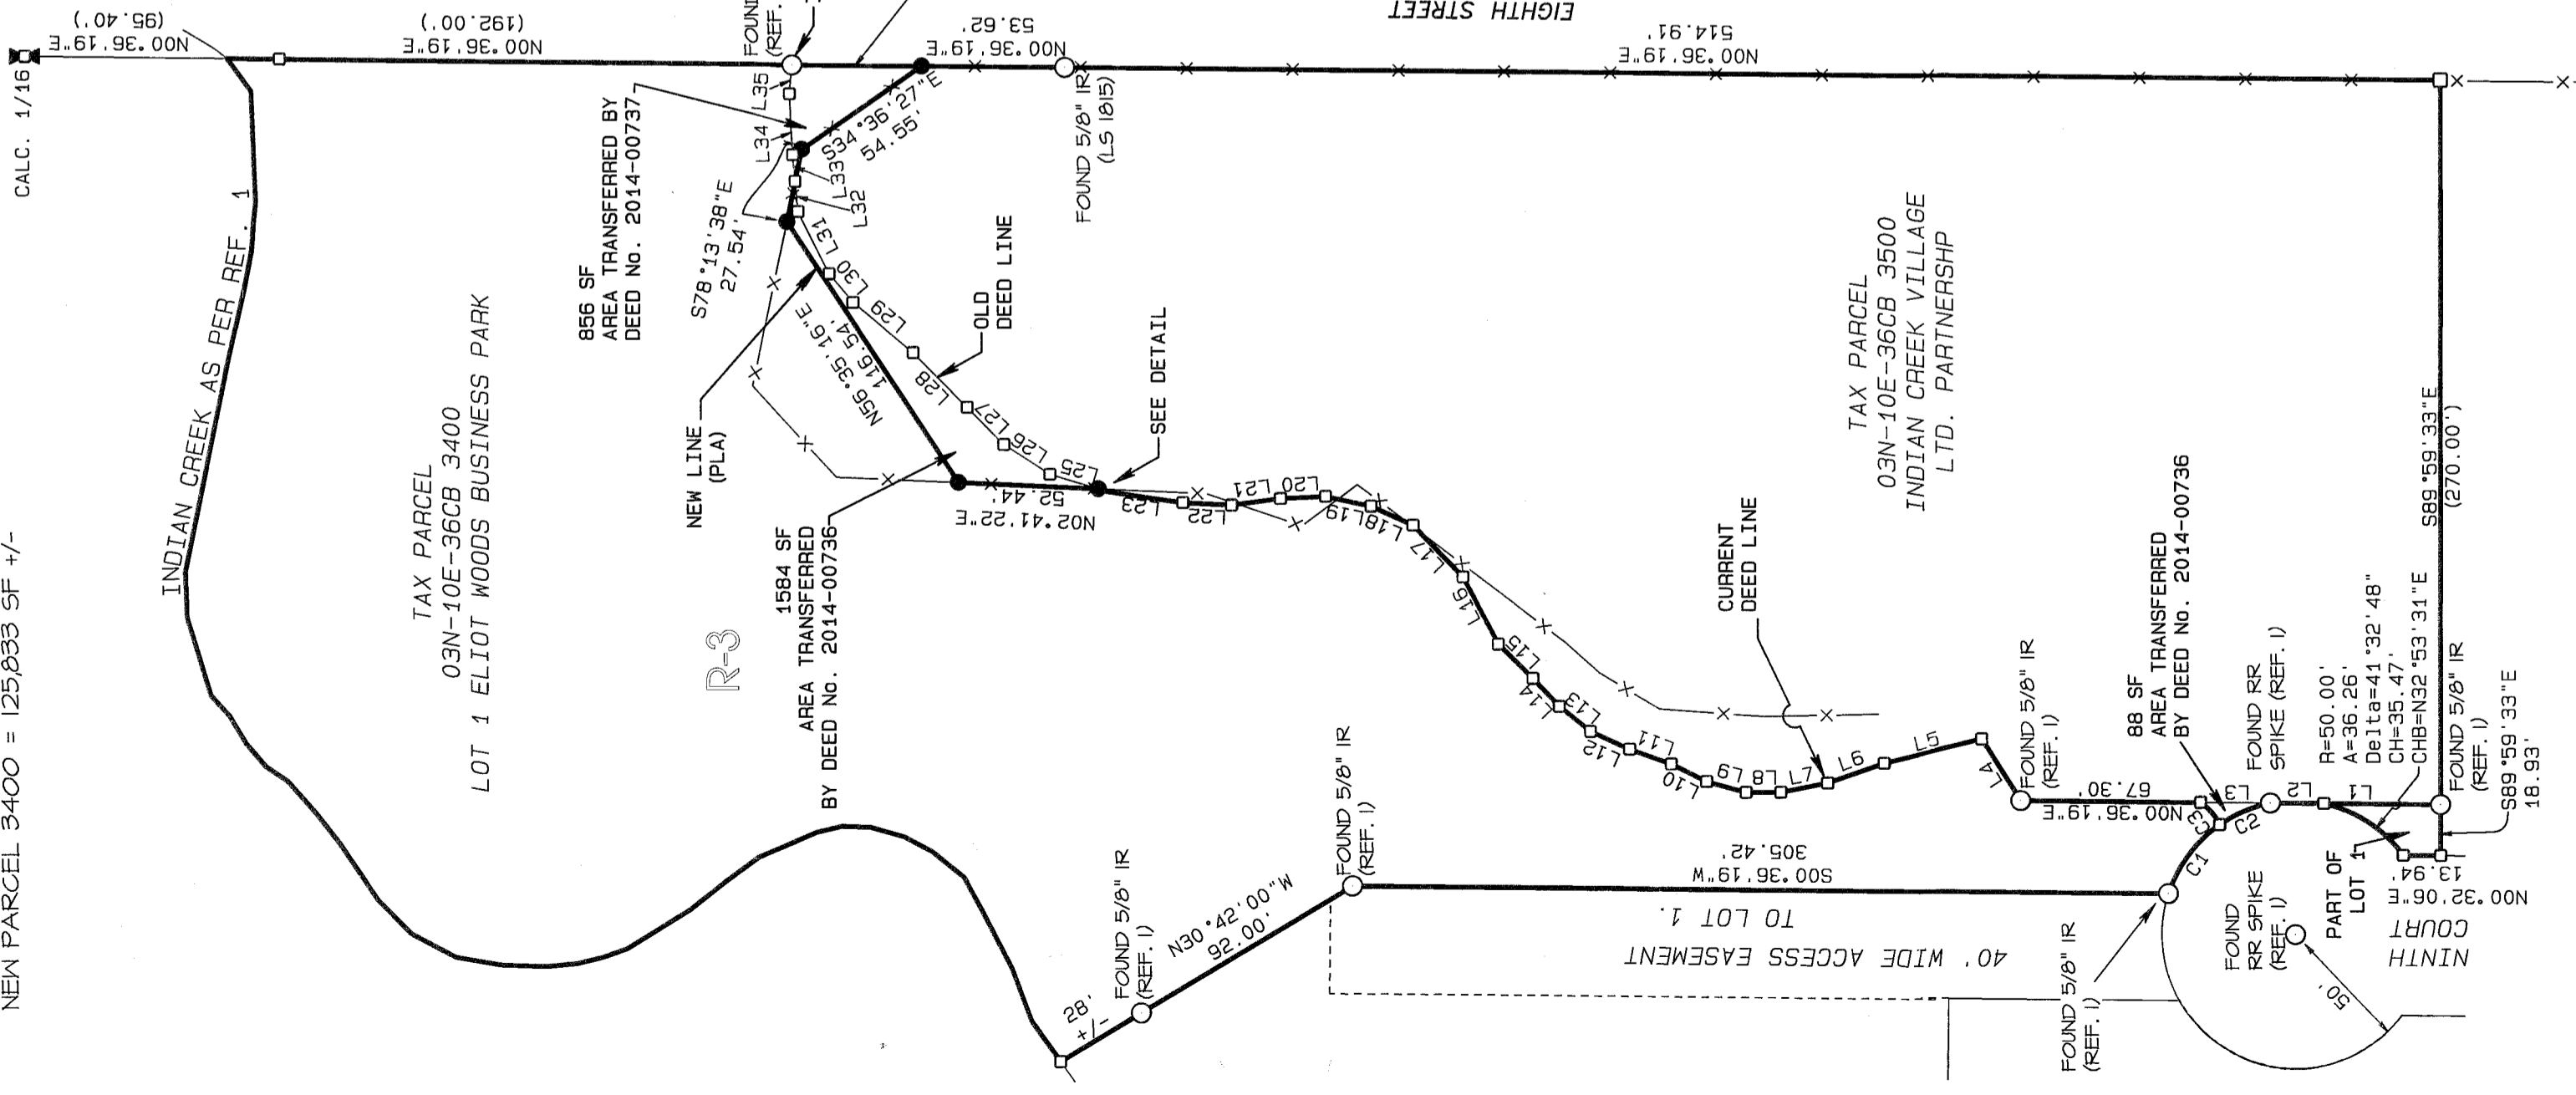 NEW PARCEL 3400 = 125,833 SF +/-
CALC. 1/16
N00°36'19"E
(95.40')
N00°36'19"E
(192.00')
FOUND
(REF.
N00°36'19"E
53.62'
EIGHTH STREET
N00°36'19"E
514.91'
INDIAN CREEK AS PER REF. 1
TAX PARCEL
03N-10E-36CB 3400
LOT 1 ELIOT WOODS BUSINESS PARK
856 SF
AREA TRANSFERRED BY
DEED No. 2014-00737
L35
L34
L33
L32
L31
L30
L29
L28
L27
L26
L25
S34°36'27"E
54.55'
FOUND 5/8" IR
(LS 1815)
S78°13'38"E
27.54'
N56°35'16"E
116.54'
OLD
DEED LINE
NEW LINE
(PLA)
SEE DETAIL
N02°41'22"E
52.44'
R-3
1584 SF
AREA TRANSFERRED
BY DEED No. 2014-00736
L23
L22
L21
L20
L19
L18
L17
L16
L15
L14
L13
L12
L11
L10
L9
L8
L7
L6
L5
L4
TAX PARCEL
03N-10E-36CB 3500
INDIAN CREEK VILLAGE
LTD. PARTNERSHP
CURRENT
DEED LINE
FOUND 5/8" IR
(REF. 1)
N00°36'19"E
67.30'
88 SF
AREA TRANSFERRED
BY DEED No. 2014-00736
L3
L2
L1
C3
C2
C1
FOUND RR
SPIKE (REF. 1)
R=50.00'
A=36.26'
Delta=41°32'48"
CH=35.47'
CHB=N32°53'31"E
S89°59'33"E
(270.00')
FOUND 5/8" IR
(REF. 1)
S89°59'33"E
18.93'
28'
+/-
FOUND 5/8" IR
(REF. 1)
N30°42'00"W
92.00'
FOUND 5/8" IR
(REF. 1)
S00°36'19"W
305.42'
40' WIDE ACCESS EASEMENT
TO LOT 1.
FOUND 5/8" IR
(REF. 1)
FOUND
RR SPIKE
(REF. 1)
50'
PART OF
LOT 1
N00°32'06"E
13.94'
NINTH
COURT